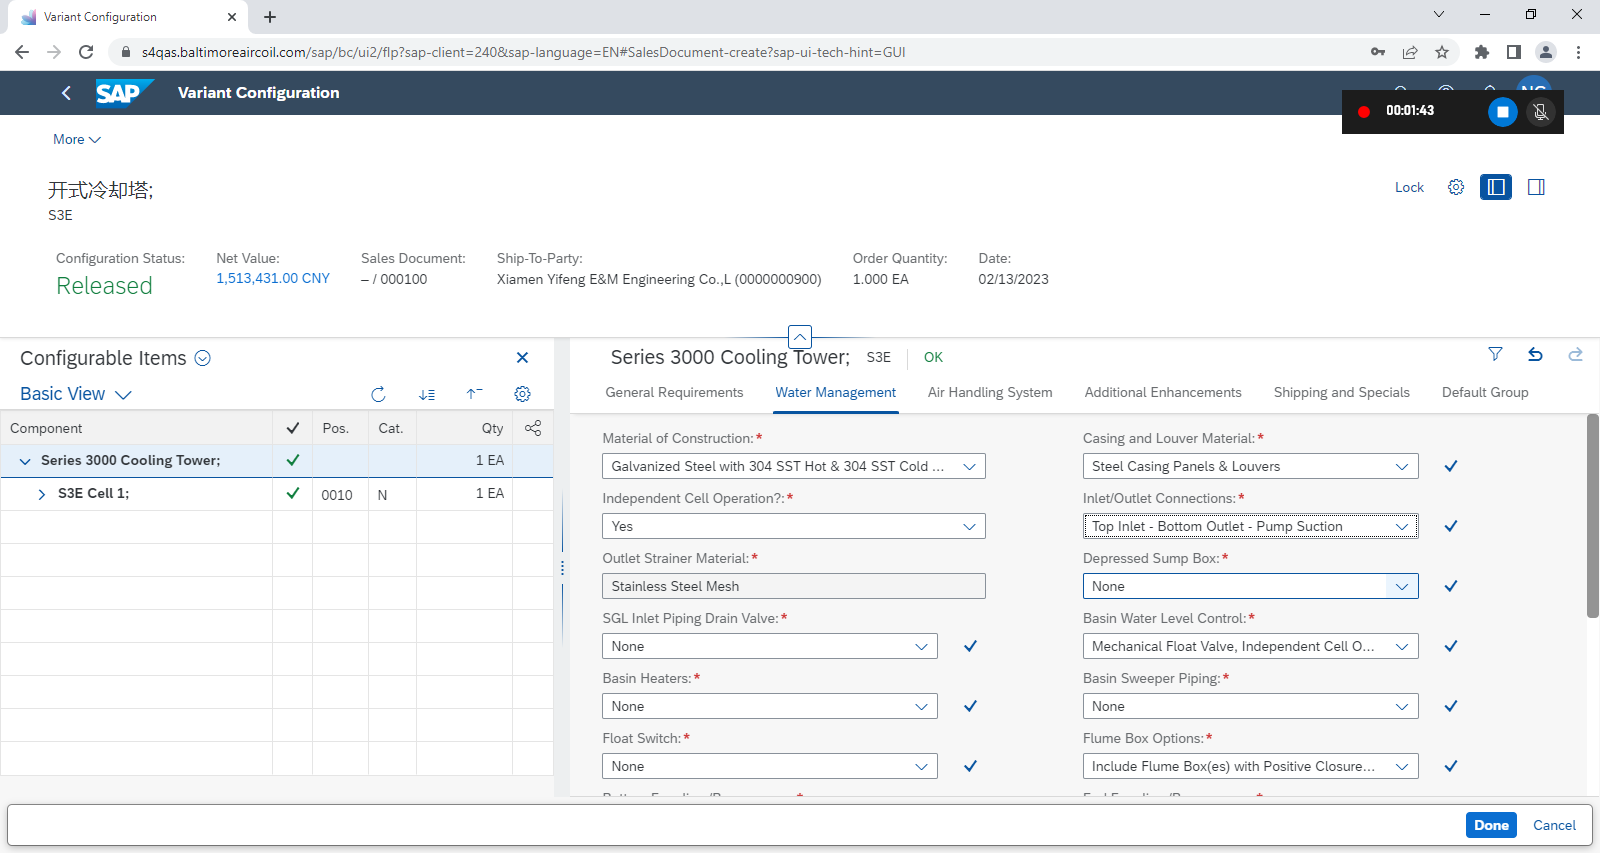 Variant Configuration
s4qas.baltimoreaircoil.com/sap/bc/ui2/flp?sap-client=240&sap-language=EN#SalesDocument-create?sap-ui-tech-hint=GUI
SAP Variant Configuration
00:01:43
More
开式冷却塔;
S3E
Lock
Configuration Status: Net Value: Sales Document: Ship-To-Party: Order Quantity: Date:
Released 1,513,431.00 CNY – / 000100 Xiamen Yifeng E&M Engineering Co.,L (0000000900) 1.000 EA 02/13/2023
Configurable Items
Basic View
Component Pos. Cat. Qty
Series 3000 Cooling Tower; 1 EA
S3E Cell 1; 0010 N 1 EA
Series 3000 Cooling Tower; S3E OK
General Requirements Water Management Air Handling System Additional Enhancements Shipping and Specials Default Group
Material of Construction:* Casing and Louver Material:*
Galvanized Steel with 304 SST Hot & 304 SST Cold ... Steel Casing Panels & Louvers
Independent Cell Operation?:* Inlet/Outlet Connections:*
Yes Top Inlet - Bottom Outlet - Pump Suction
Outlet Strainer Material:* Depressed Sump Box:*
Stainless Steel Mesh None
SGL Inlet Piping Drain Valve:* Basin Water Level Control:*
None Mechanical Float Valve, Independent Cell O...
Basin Heaters:* Basin Sweeper Piping:*
None None
Float Switch:* Flume Box Options:*
None Include Flume Box(es) with Positive Closure...
Done Cancel